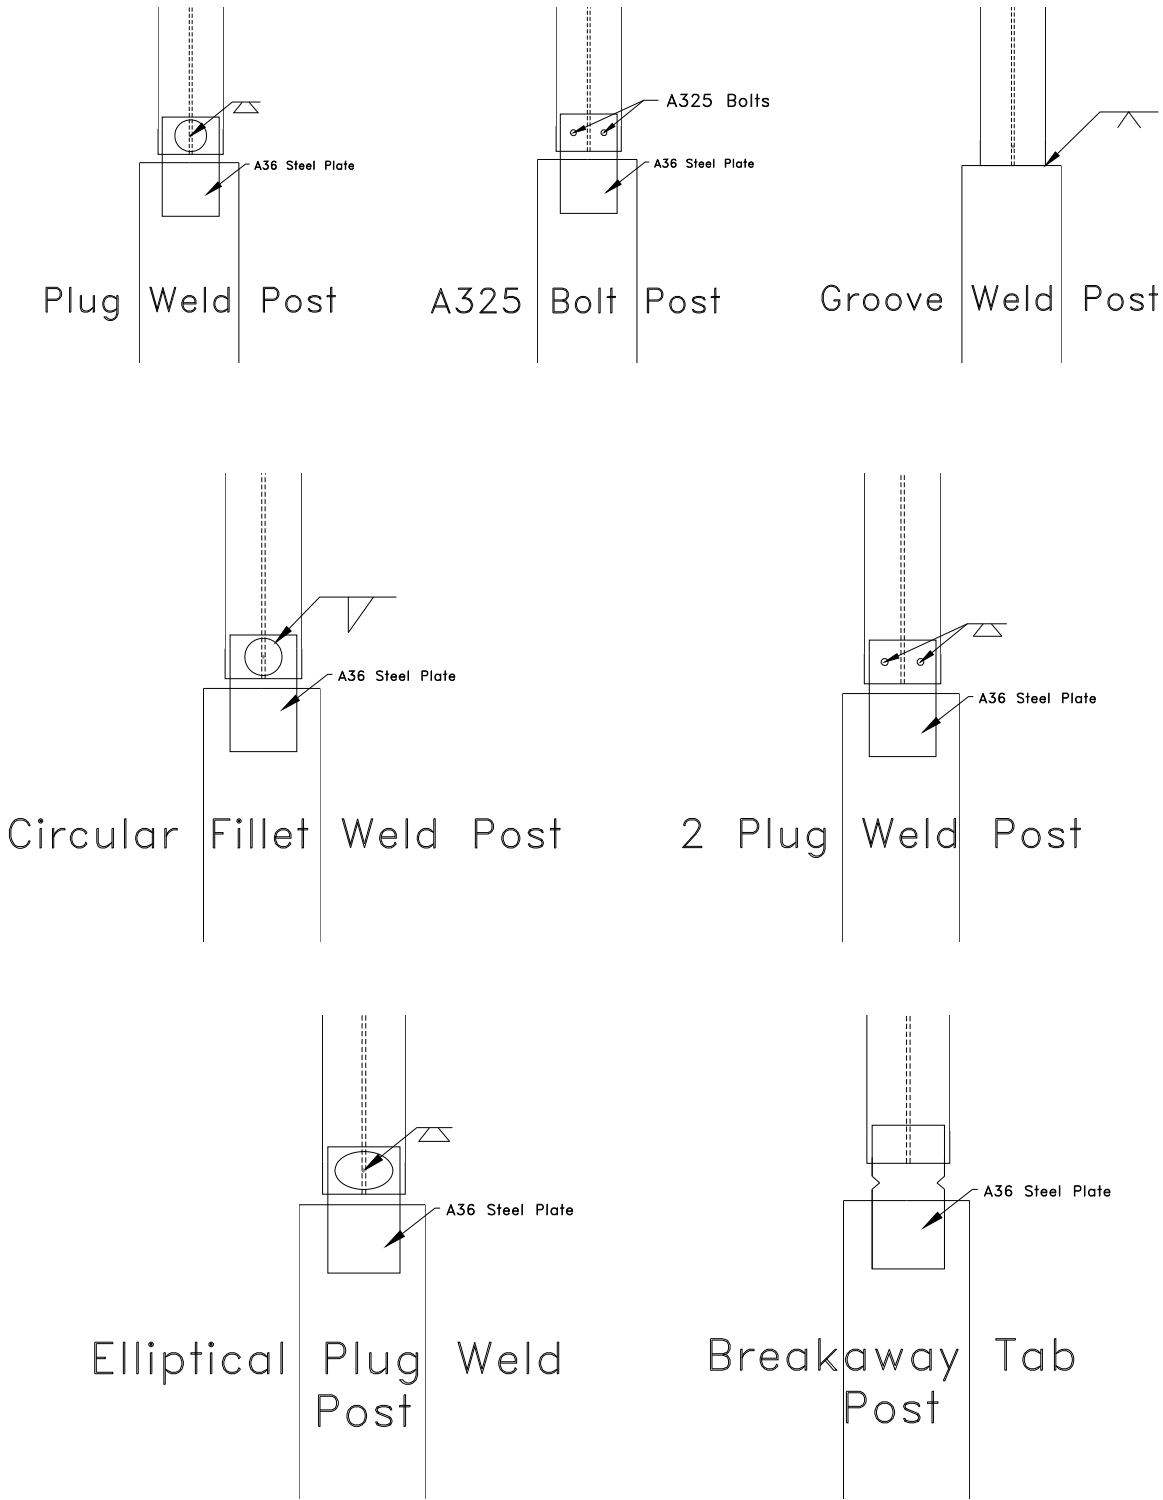 A325 Bolts
A36 Steel Plate
A36 Steel Plate
Plug Weld Post
A325 Bolt Post
Groove Weld Post
A36 Steel Plate
A36 Steel Plate
Circular Fillet Weld Post
2 Plug Weld Post
A36 Steel Plate
A36 Steel Plate
Elliptical Plug Weld
Post
Breakaway Tab
Post